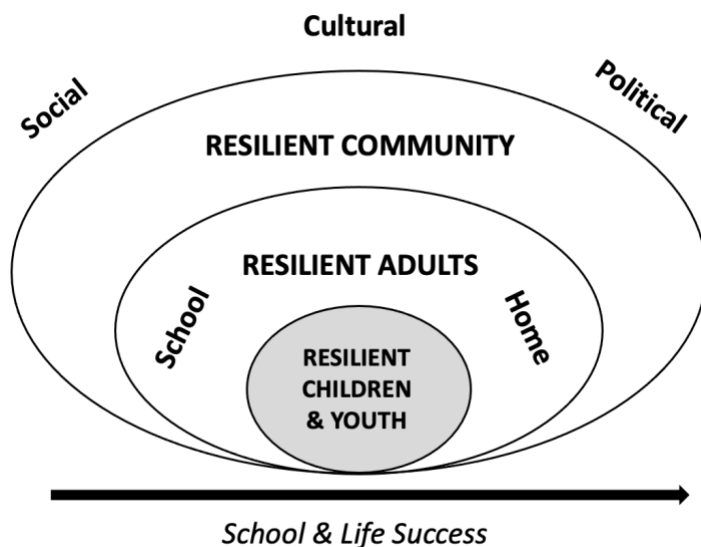 Cultural
Social
Political
RESILIENT COMMUNITY
RESILIENT ADULTS
School
Home
RESILIENT
CHILDREN
& YOUTH
School & Life Success